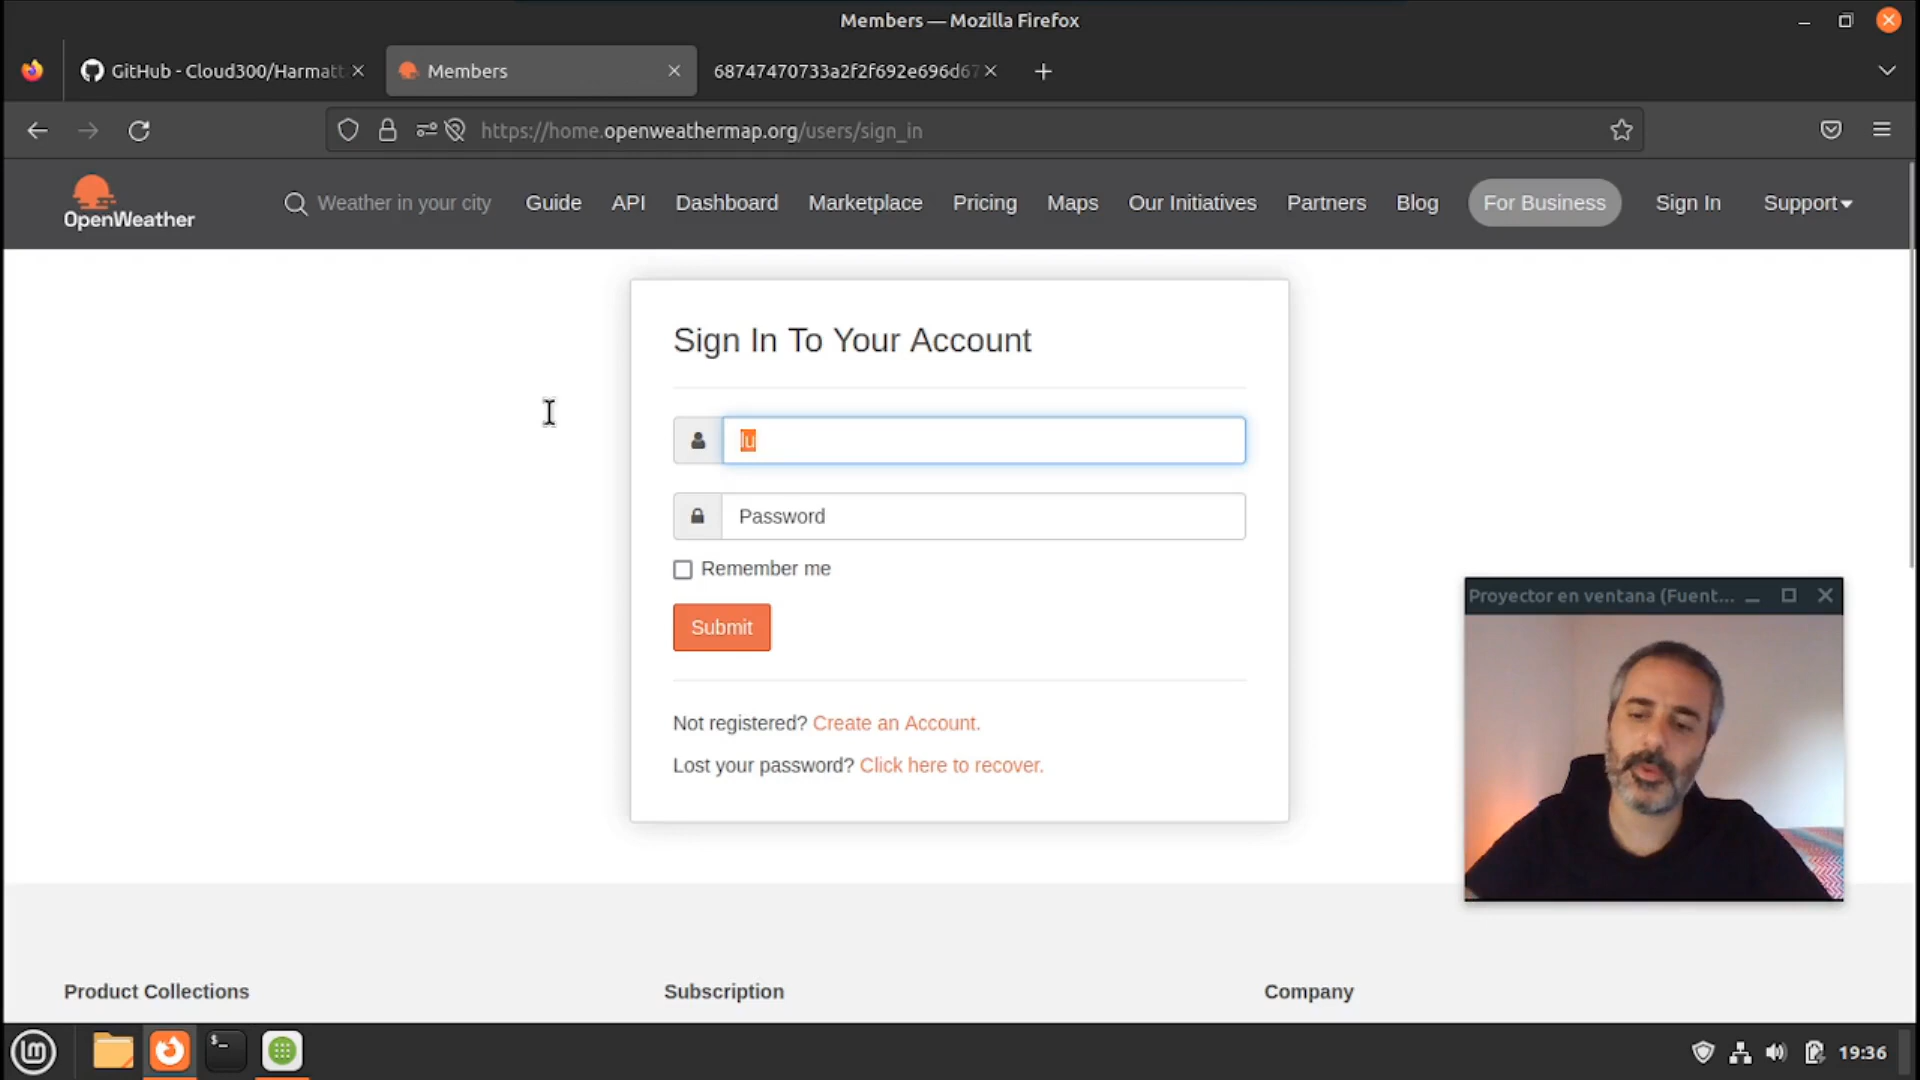 Members — Mozilla Firefox
GitHub - Cloud300/Harmatt
Members
68747470733a2f2f692e696d67
https://home.openweathermap.org/users/sign_in
OpenWeather
Weather in your city
Guide
API
Dashboard
Marketplace
Pricing
Maps
Our Initiatives
Partners
Blog
For Business
Sign In
Support
Sign In To Your Account
lu
Password
Remember me
Submit
Not registered? Create an Account.
Lost your password? Click here to recover.
Proyector en ventana (Fuent...
Product Collections
Subscription
Company
$-
19:36